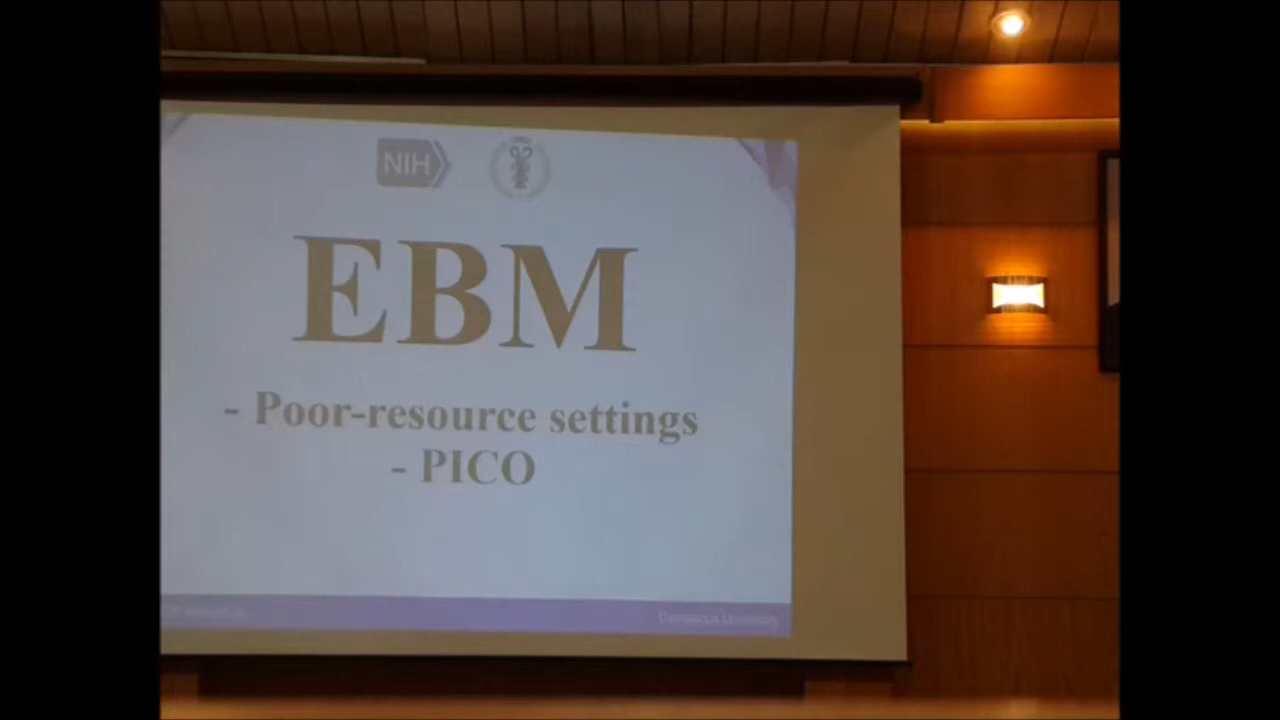 NIH
EBM
- Poor-resource settings
- PICO
Damascus University